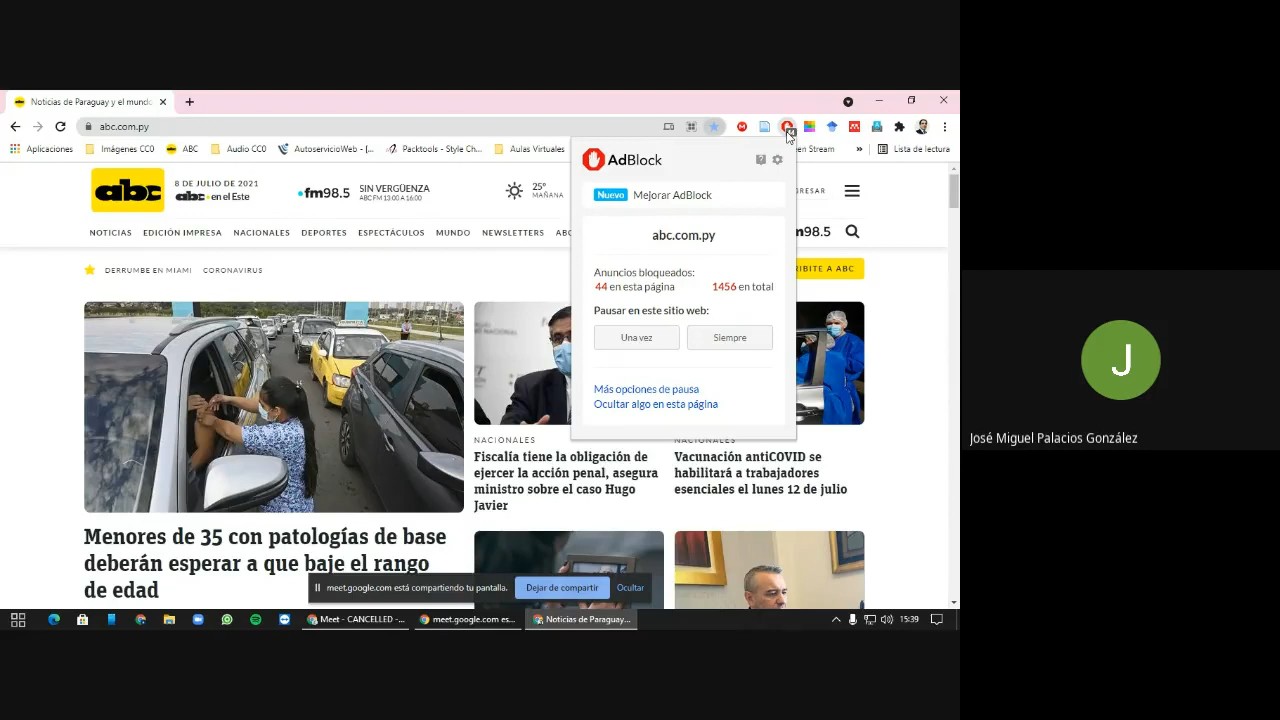 Noticias de Paraguay y el mundo
abc.com.py
Aplicaciones
Imágenes CC0
ABC
Audio CC0
AutoservicioWeb - [...
Packtools - Style Ch...
Aulas Virtuales
en Stream
»
Lista de lectura
AdBlock
Nuevo Mejorar AdBlock
abc.com.py
Anuncios bloqueados:
44 en esta página
1456 en total
Pausar en este sitio web:
Una vez
Siempre
Más opciones de pausa
Ocultar algo en esta página
abc
8 DE JULIO DE 2021
abc en el Este
fm98.5
SIN VERGÜENZA
ABC FM 13:00 A 16:00
25°
MAÑANA
GRESAR
NOTICIAS
EDICIÓN IMPRESA
NACIONALES
DEPORTES
ESPECTÁCULOS
MUNDO
NEWSLETTERS
ABC
m98.5
DERRUMBE EN MIAMI
CORONAVIRUS
RIBITE A ABC
NACIONALES
Fiscalía tiene la obligación de
ejercer la acción penal, asegura
ministro sobre el caso Hugo
Javier
NACIONALES
Vacunación antiCOVID se
habilitará a trabajadores
esenciales el lunes 12 de julio
Menores de 35 con patologías de base
deberán esperar a que baje el rango
de edad
meet.google.com está compartiendo tu pantalla.
Dejar de compartir
Ocultar
Meet - CANCELLED -...
meet.google.com es...
Noticias de Paraguay...
15:39
J
José Miguel Palacios González